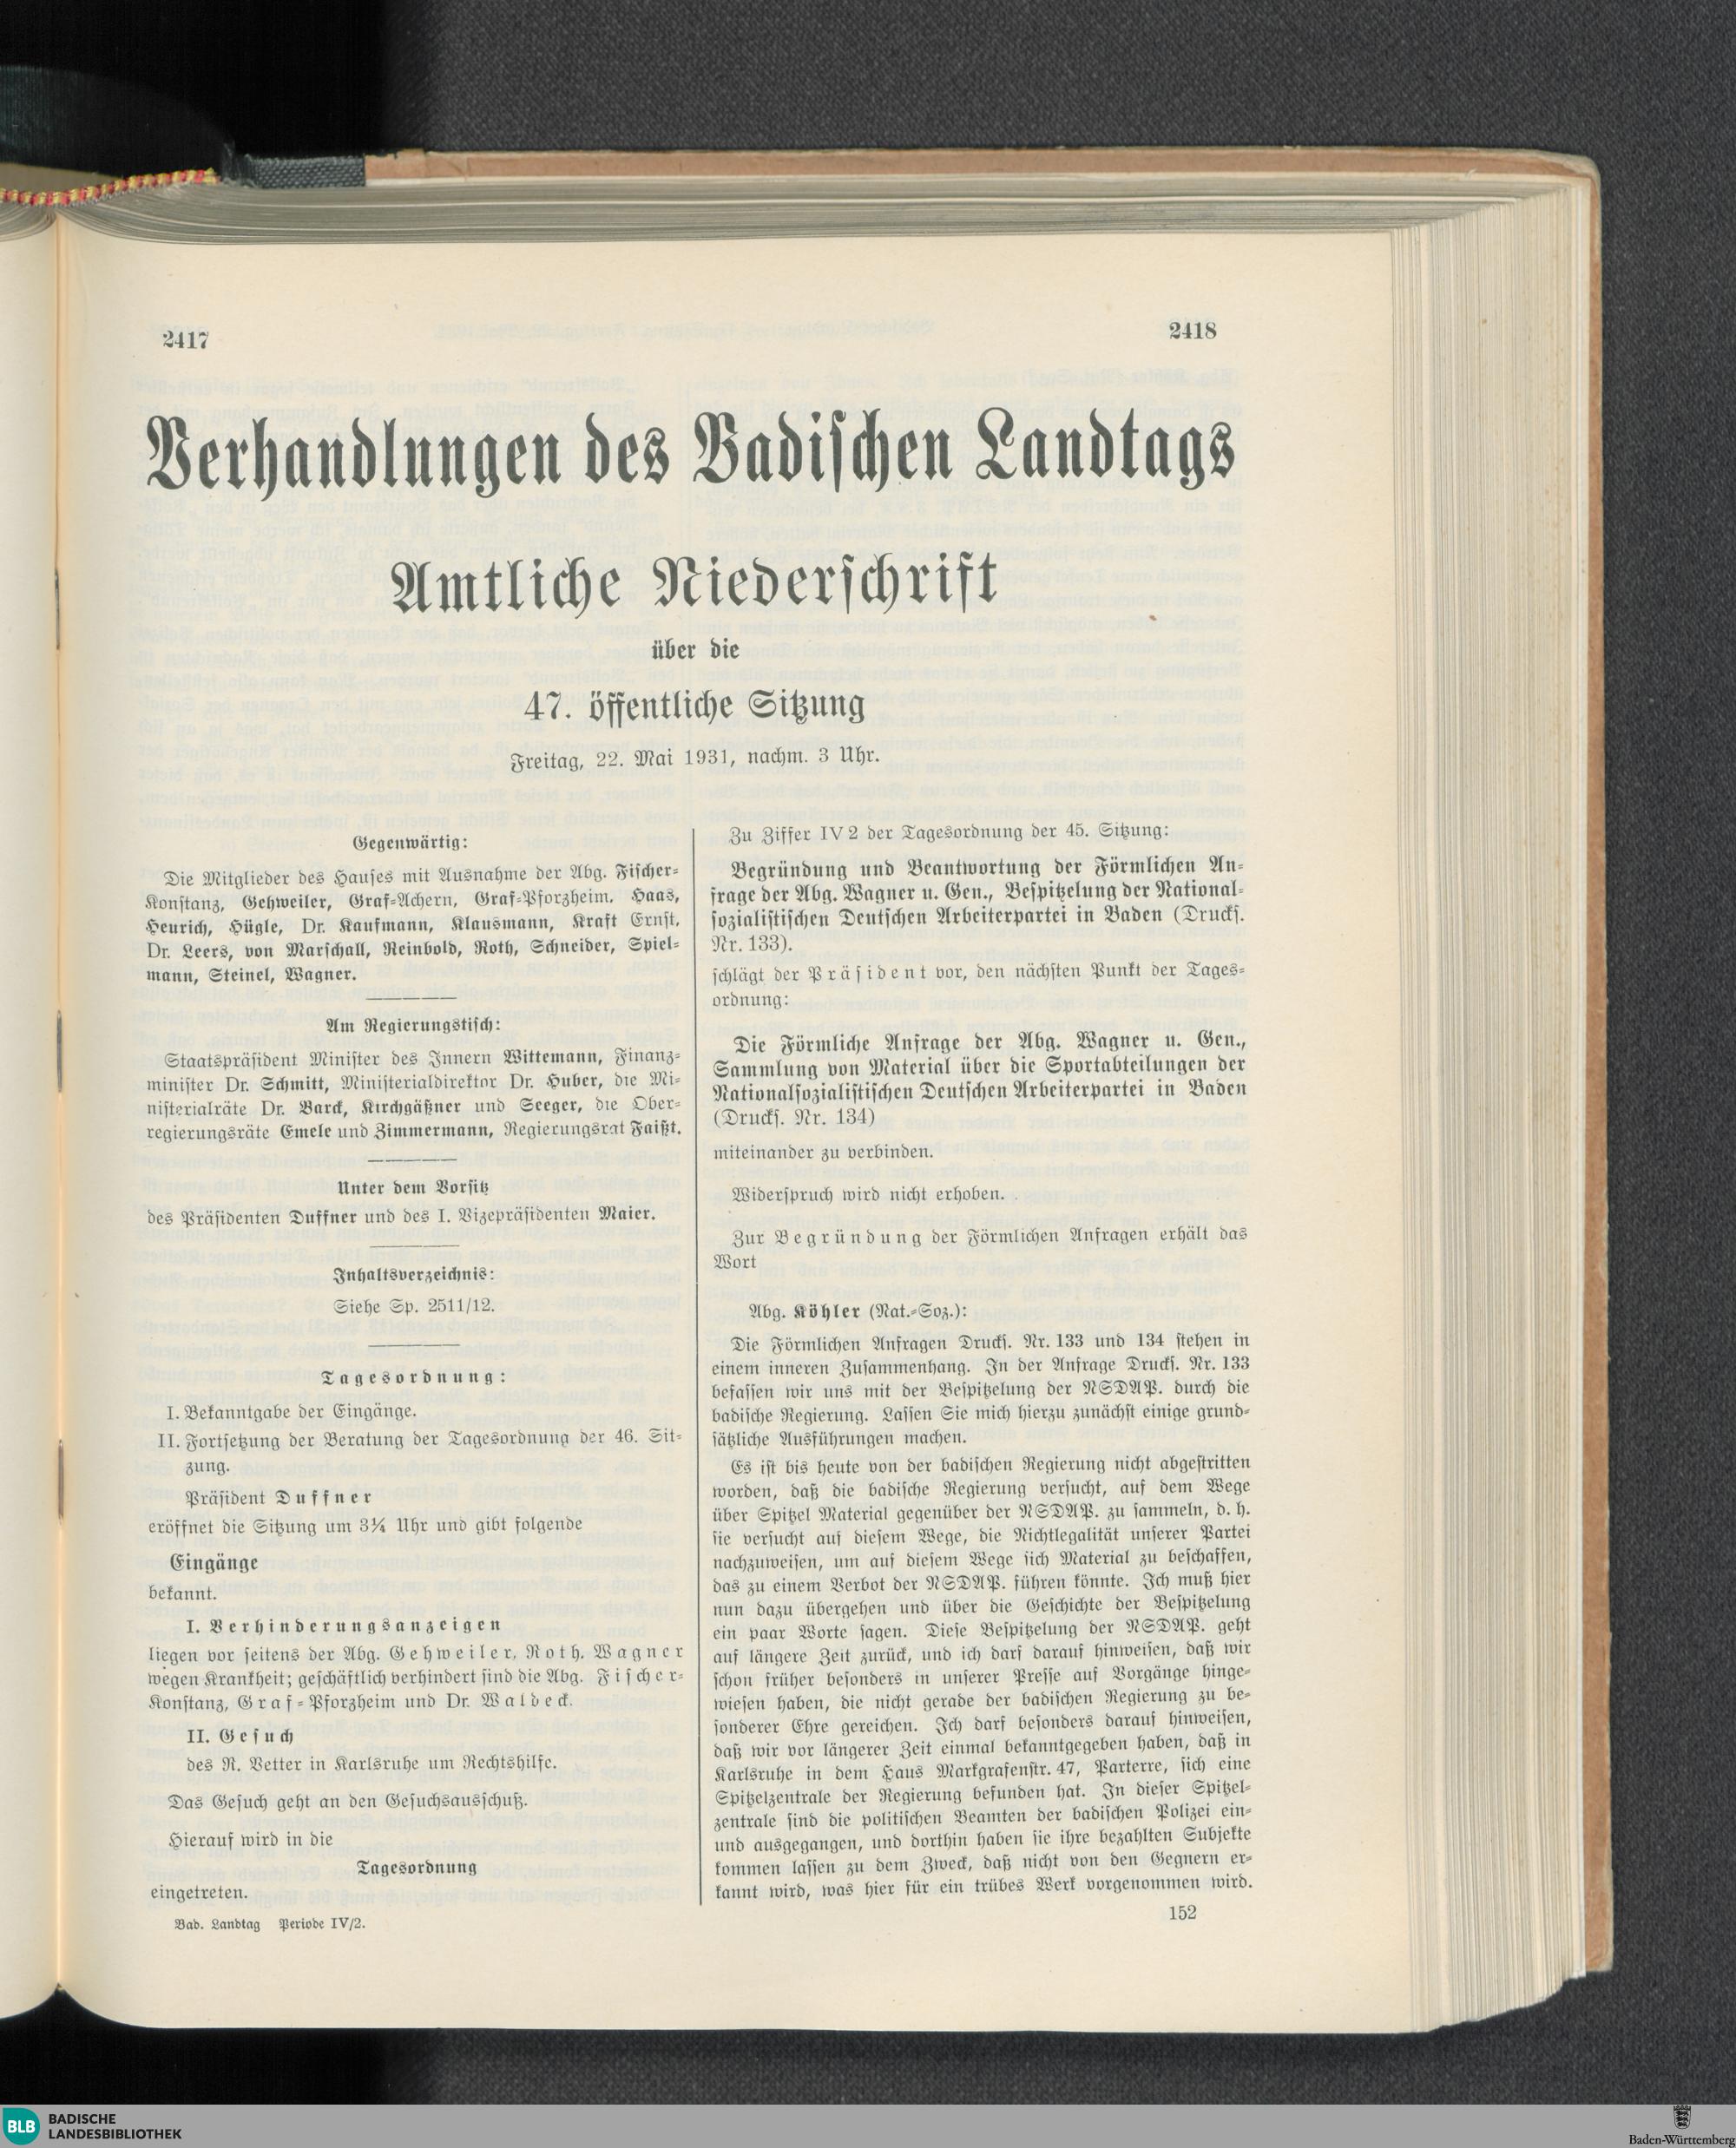 2417
2418
Verhandlungen des Badischen Landtags
Amtliche Niederschrift
über die
47. öffentliche Sitzung
Freitag, 22. Mai 1931, nachm. 3 Uhr.
Gegenwärtig:
Die Mitglieder des Hauses mit Ausnahme der Abg. Fischer-
Konstanz, Gehweiler, Graf-Achern, Graf-Pforzheim, Haas,
Heurich, Hügle, Dr. Kaufmann, Klausmann, Kraft Ernst,
Dr. Leers, von Marschall, Reinbold, Roth, Schneider, Spiel-
mann, Steinel, Wagner.
Am Regierungstisch:
Staatspräsident Minister des Innern Wittemann, Finanz-
minister Dr. Schmitt, Ministerialdirektor Dr. Huber, die Mi-
nisterialräte Dr. Barck, Kirchgäßner und Seeger, die Ober-
regierungsräte Emele und Zimmermann, Regierungsrat Faißt.
Unter dem Vorsitz
des Präsidenten Duffner und des I. Vizepräsidenten Maier.
Inhaltsverzeichnis:
Siehe Sp. 2511/12.
Tagesordnung:
I. Bekanntgabe der Eingänge.
II. Fortsetzung der Beratung der Tagesordnung der 46. Sit-
zung.
Präsident Duffner
eröffnet die Sitzung um 3¼ Uhr und gibt folgende
Eingänge
bekannt.
I. Verhinderungsanzeigen
liegen vor seitens der Abg. Gehweiler, Roth, Wagner
wegen Krankheit; geschäftlich verhindert sind die Abg. Fischer-
Konstanz, Graf-Pforzheim und Dr. Waldeck.
II. Gesuch
des R. Vetter in Karlsruhe um Rechtshilfe.
Das Gesuch geht an den Gesuchsausschuß.
Hierauf wird in die
Tagesordnung
eingetreten.
Bad. Landtag Periode IV/2.
Zu Ziffer IV 2 der Tagesordnung der 45. Sitzung:
Begründung und Beantwortung der Förmlichen An-
frage der Abg. Wagner u. Gen., Bespitzelung der National-
sozialistischen Deutschen Arbeiterpartei in Baden (Drucks.
Nr. 133).
schlägt der Präsident vor, den nächsten Punkt der Tages-
ordnung:
Die Förmliche Anfrage der Abg. Wagner u. Gen.,
Sammlung von Material über die Sportabteilungen der
Nationalsozialistischen Deutschen Arbeiterpartei in Baden
(Drucks. Nr. 134)
miteinander zu verbinden.
Widerspruch wird nicht erhoben.
Zur Begründung der Förmlichen Anfragen erhält das
Wort
Abg. Köhler (Nat.-Soz.):
Die Förmlichen Anfragen Drucks. Nr. 133 und 134 stehen in
einem inneren Zusammenhang. In der Anfrage Drucks. Nr. 133
befassen wir uns mit der Bespitzelung der NSDAP. durch die
badische Regierung. Lassen Sie mich hierzu zunächst einige grund-
sätzliche Ausführungen machen.
Es ist bis heute von der badischen Regierung nicht abgestritten
worden, daß die badische Regierung versucht, auf dem Wege
über Spitzel Material gegenüber der NSDAP. zu sammeln, d. h.
sie versucht auf diesem Wege, die Nichtlegalität unserer Partei
nachzuweisen, um auf diesem Wege sich Material zu beschaffen,
das zu einem Verbot der NSDAP. führen könnte. Ich muß hier
nun dazu übergehen und über die Geschichte der Bespitzelung
ein paar Worte sagen. Diese Bespitzelung der NSDAP. geht
auf längere Zeit zurück, und ich darf darauf hinweisen, daß wir
schon früher besonders in unserer Presse auf Vorgänge hinge-
wiesen haben, die nicht gerade der badischen Regierung zu be-
sonderer Ehre gereichen. Ich darf besonders darauf hinweisen,
daß wir vor längerer Zeit einmal bekanntgegeben haben, daß in
Karlsruhe in dem Haus Markgrafenstr. 47, Parterre, sich eine
Spitzelzentrale der Regierung befunden hat. In dieser Spitzel-
zentrale sind die politischen Beamten der badischen Polizei ein-
und ausgegangen, und dorthin haben sie ihre bezahlten Subjekte
kommen lassen zu dem Zweck, daß nicht von den Gegnern er-
kannt wird, was hier für ein trübes Werk vorgenommen wird.
152
BLB BADISCHE
LANDESBIBLIOTHEK
Baden-Württemberg